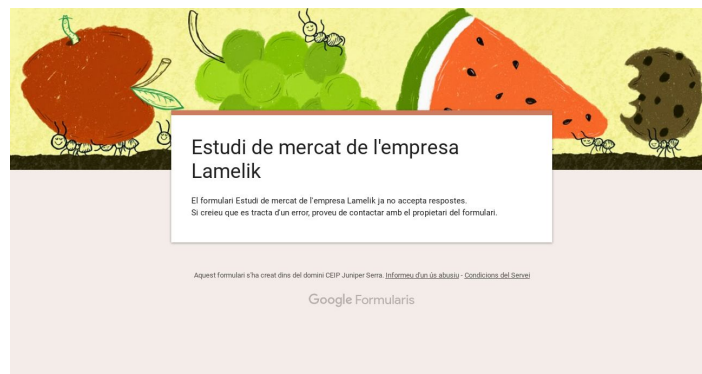 Estudi de mercat de l'empresa
Lamelik
El formulari Estudi de mercat de l'empresa Lamelik ja no accepta respostes.
Si creieu que es tracta d'un error, proveu de contactar amb el propietari del formulari.
Aquest formulari s'ha creat dins del domini CEIP Juniper Serra. Informeu d'un ús abusiu - Condicions del Servei
Google Formularis